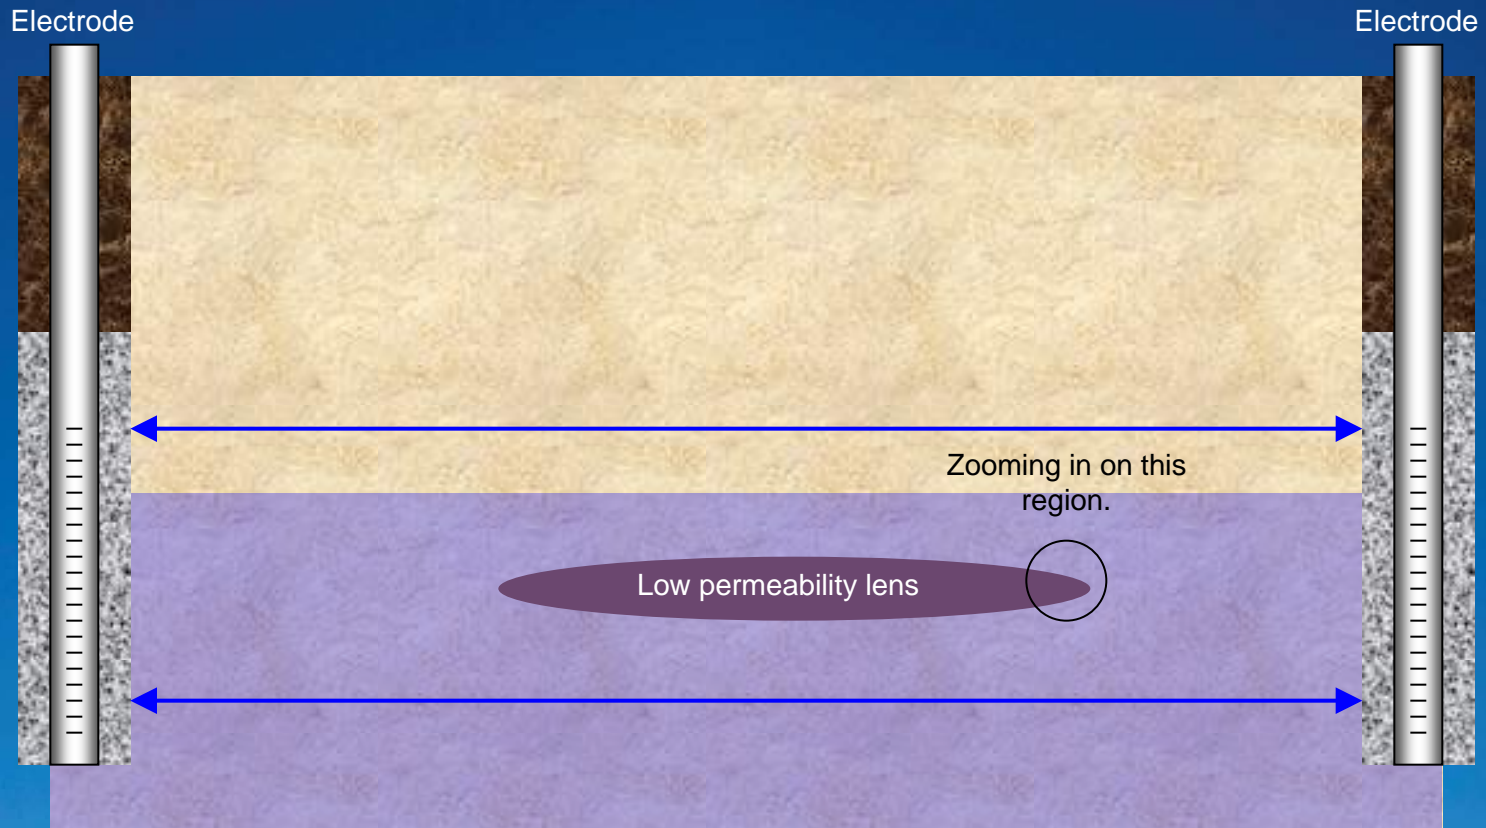 Electrode
Electrode
Zooming in on this
region.
Low permeability lens